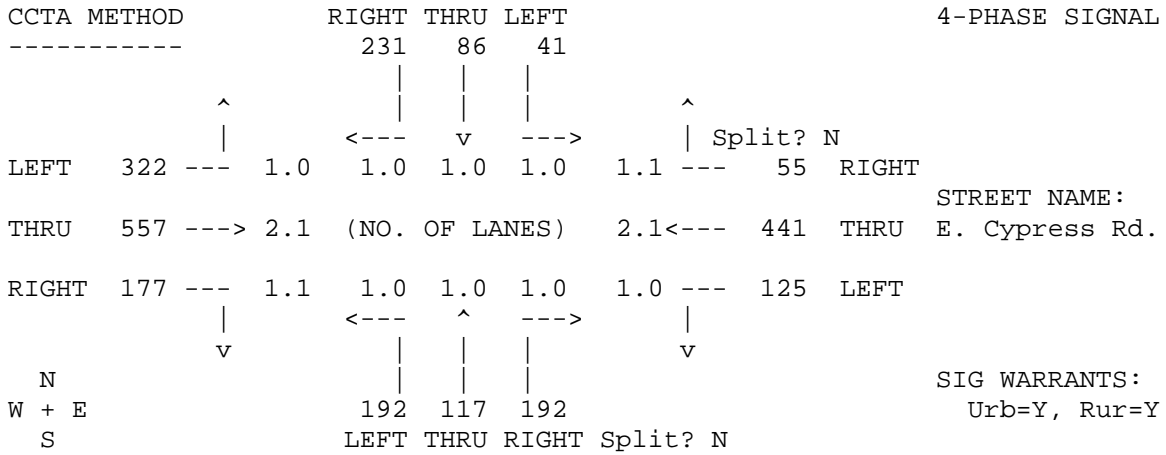 CCTA METHOD RIGHT THRU LEFT 4-PHASE SIGNAL
----------- 231 86 41
| | |
^ | | | ^
| <--- v ---> | Split? N
LEFT 322 --- 1.0 1.0 1.0 1.0 1.1 --- 55 RIGHT
STREET NAME:
THRU 557 ---> 2.1 (NO. OF LANES) 2.1<--- 441 THRU E. Cypress Rd.
RIGHT 177 --- 1.1 1.0 1.0 1.0 1.0 --- 125 LEFT
| <--- ^ ---> |
v | | | v
N | | | SIG WARRANTS:
W + E 192 117 192 Urb=Y, Rur=Y
S LEFT THRU RIGHT Split? N